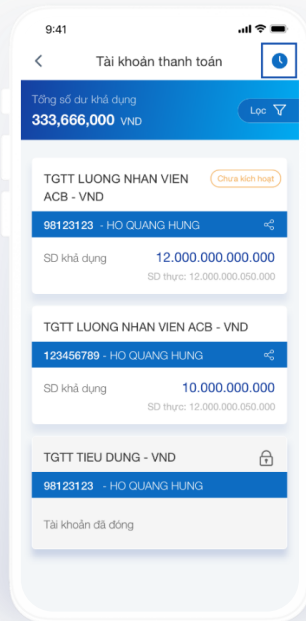 9:41
Tài khoản thanh toán
Tổng số dư khả dụng
333,666,000 VND
Lọc
TGTT LUONG NHAN VIEN
ACB - VND
Chưa kích hoạt
98123123 - HO QUANG HUNG
SD khả dụng 12.000.000.000.000
SD thực: 12.000.000.050.000
TGTT LUONG NHAN VIEN ACB - VND
123456789 - HO QUANG HUNG
SD khả dụng 10.000.000.000
SD thực: 12.000.000.050.000
TGTT TIEU DUNG - VND
98123123 - HO QUANG HUNG
Tài khoản đã đóng